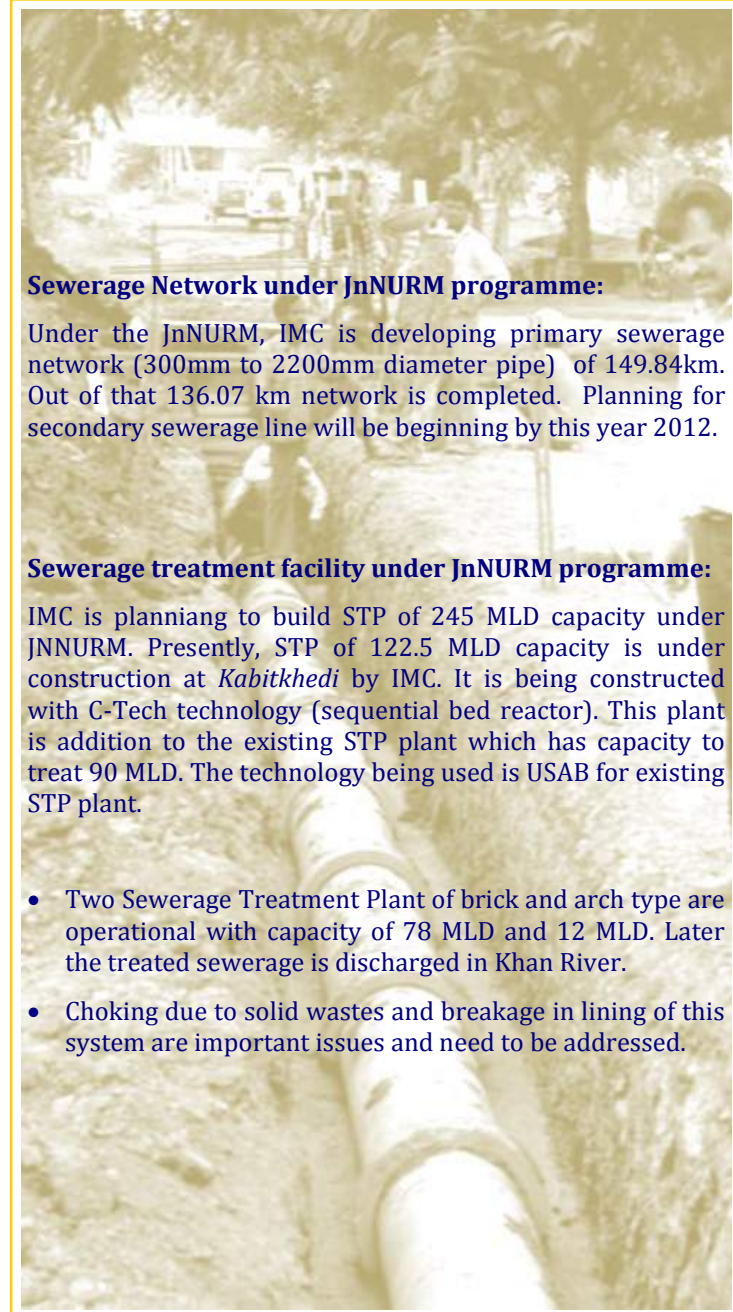 Sewerage Network under JnNURM programme:
Under the JnNURM, IMC is developing primary sewerage
network (300mm to 2200mm diameter pipe) of 149.84km.
Out of that 136.07 km network is completed. Planning for
secondary sewerage line will be beginning by this year 2012.
Sewerage treatment facility under JnNURM programme:
IMC is planniang to build STP of 245 MLD capacity under
JNNURM. Presently, STP of 122.5 MLD capacity is under
construction at Kabitkhedi by IMC. It is being constructed
with C-Tech technology (sequential bed reactor). This plant
is addition to the existing STP plant which has capacity to
treat 90 MLD. The technology being used is USAB for existing
STP plant.
• Two Sewerage Treatment Plant of brick and arch type are
operational with capacity of 78 MLD and 12 MLD. Later
the treated sewerage is discharged in Khan River.
• Choking due to solid wastes and breakage in lining of this
system are important issues and need to be addressed.